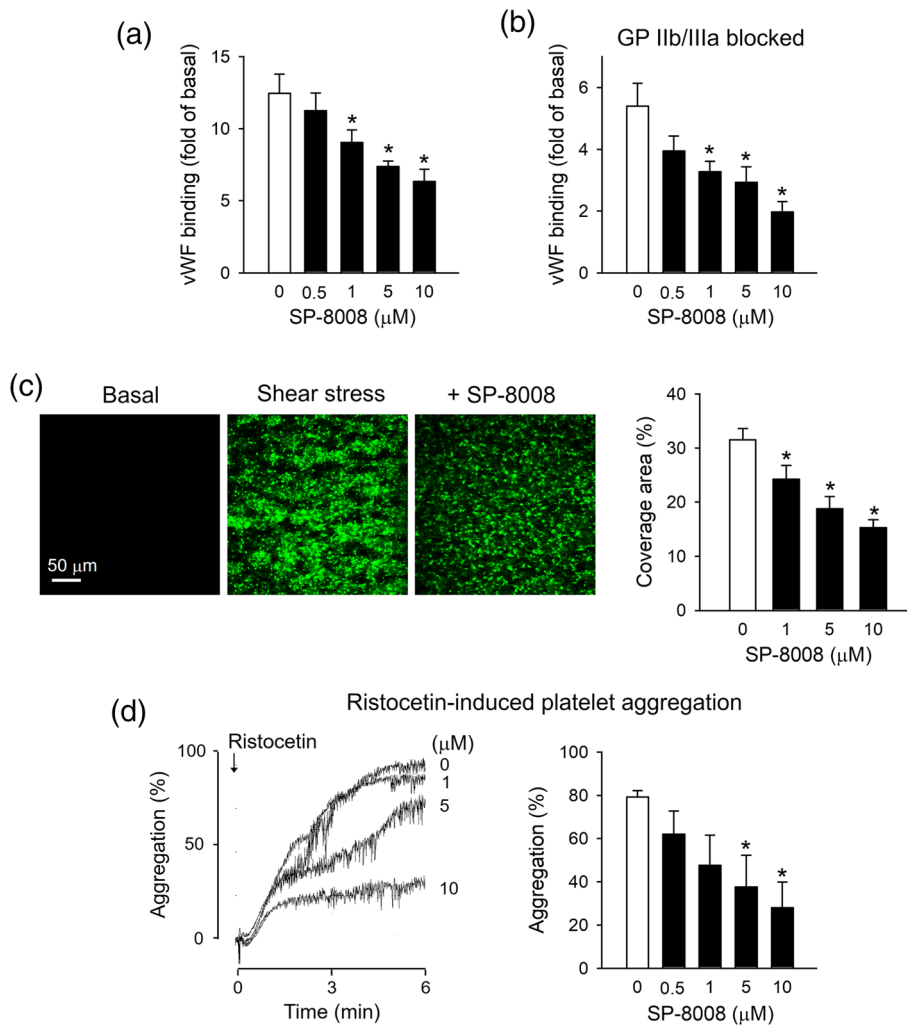 (a)
vWF binding (fold of basal)
15
10
5
0
*
*
*
0 0.5 1 5 10
SP-8008 (μM)
(b)
GP IIb/IIIa blocked
vWF binding (fold of basal)
6
4
2
0
*
*
*
0 0.5 1 5 10
SP-8008 (μM)
(c)
Basal
Shear stress
+ SP-8008
50 μm
Coverage area (%)
40
30
20
10
0
*
*
*
0 1 5 10
SP-8008 (μM)
(d)
Ristocetin-induced platelet aggregation
Aggregation (%)
100
50
0
Ristocetin
(μM)
0
1
5
10
0 3 6
Time (min)
Aggregation (%)
100
80
60
40
20
0
*
*
0 0.5 1 5 10
SP-8008 (μM)